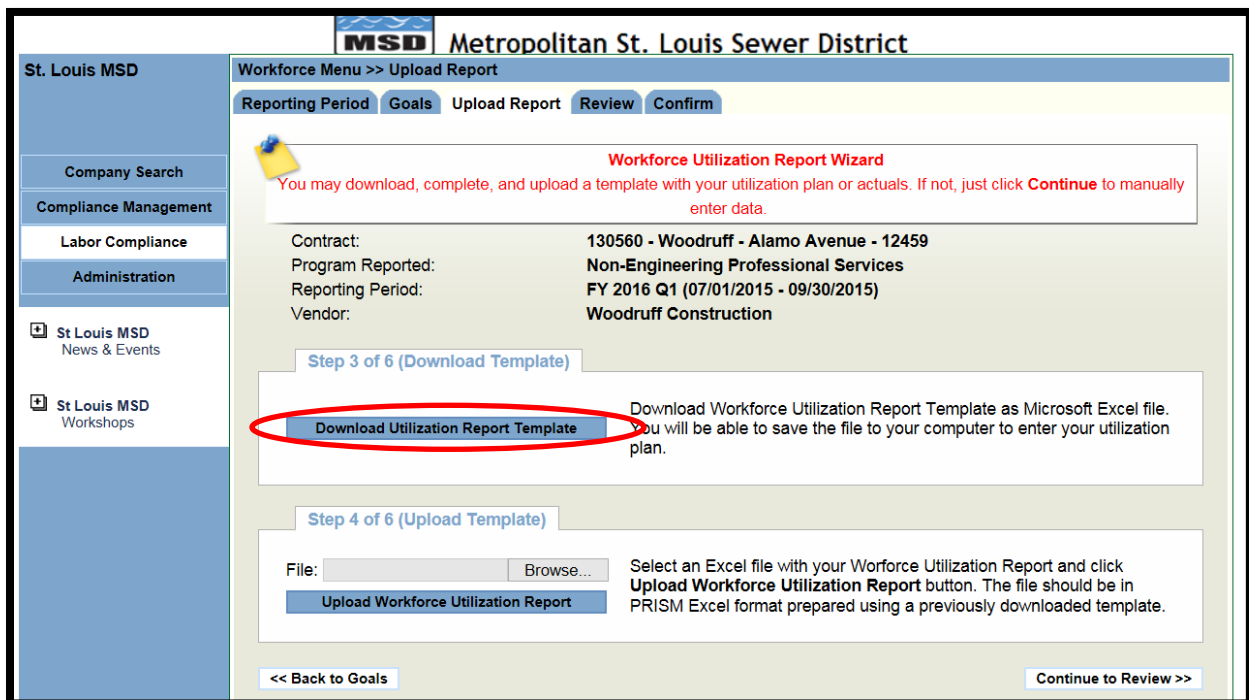 MSD Metropolitan St. Louis Sewer District
St. Louis MSD
Workforce Menu >> Upload Report
Reporting Period Goals Upload Report Review Confirm
Company Search
Compliance Management
Labor Compliance
Administration
St Louis MSD
News & Events
St Louis MSD
Workshops
Workforce Utilization Report Wizard
You may download, complete, and upload a template with your utilization plan or actuals. If not, just click Continue to manually
enter data.
Contract: 130560 - Woodruff - Alamo Avenue - 12459
Program Reported: Non-Engineering Professional Services
Reporting Period: FY 2016 Q1 (07/01/2015 - 09/30/2015)
Vendor: Woodruff Construction
Step 3 of 6 (Download Template)
Download Utilization Report Template
Download Workforce Utilization Report Template as Microsoft Excel file.
You will be able to save the file to your computer to enter your utilization
plan.
Step 4 of 6 (Upload Template)
File: Browse...
Upload Workforce Utilization Report
Select an Excel file with your Worforce Utilization Report and click
Upload Workforce Utilization Report button. The file should be in
PRISM Excel format prepared using a previously downloaded template.
<< Back to Goals
Continue to Review >>